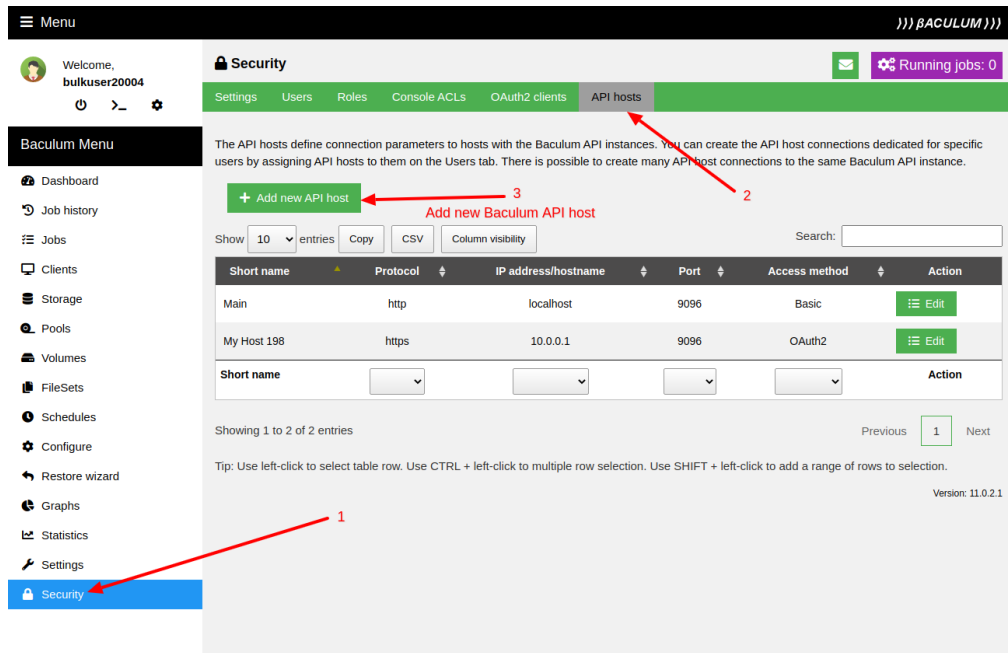 Menu
⟩⟩⟩ βACULUM ⟩⟩⟩
Welcome,
bulkuser20004
Baculum Menu
Dashboard
Job history
Jobs
Clients
Storage
Pools
Volumes
FileSets
Schedules
Configure
Restore wizard
Graphs
Statistics
Settings
Security
Security
Running jobs: 0
Settings Users Roles Console ACLs OAuth2 clients API hosts
The API hosts define connection parameters to hosts with the Baculum API instances. You can create the API host connections dedicated for specific
users by assigning API hosts to them on the Users tab. There is possible to create many API host connections to the same Baculum API instance.
+ Add new API host
3
2
Add new Baculum API host
Show 10 entries Copy CSV Column visibility Search:
Short name Protocol IP address/hostname Port Access method Action
Main http localhost 9096 Basic Edit
My Host 198 https 10.0.0.1 9096 OAuth2 Edit
Short name Action
Showing 1 to 2 of 2 entries Previous 1 Next
Tip: Use left-click to select table row. Use CTRL + left-click to multiple row selection. Use SHIFT + left-click to add a range of rows to selection.
Version: 11.0.2.1
1